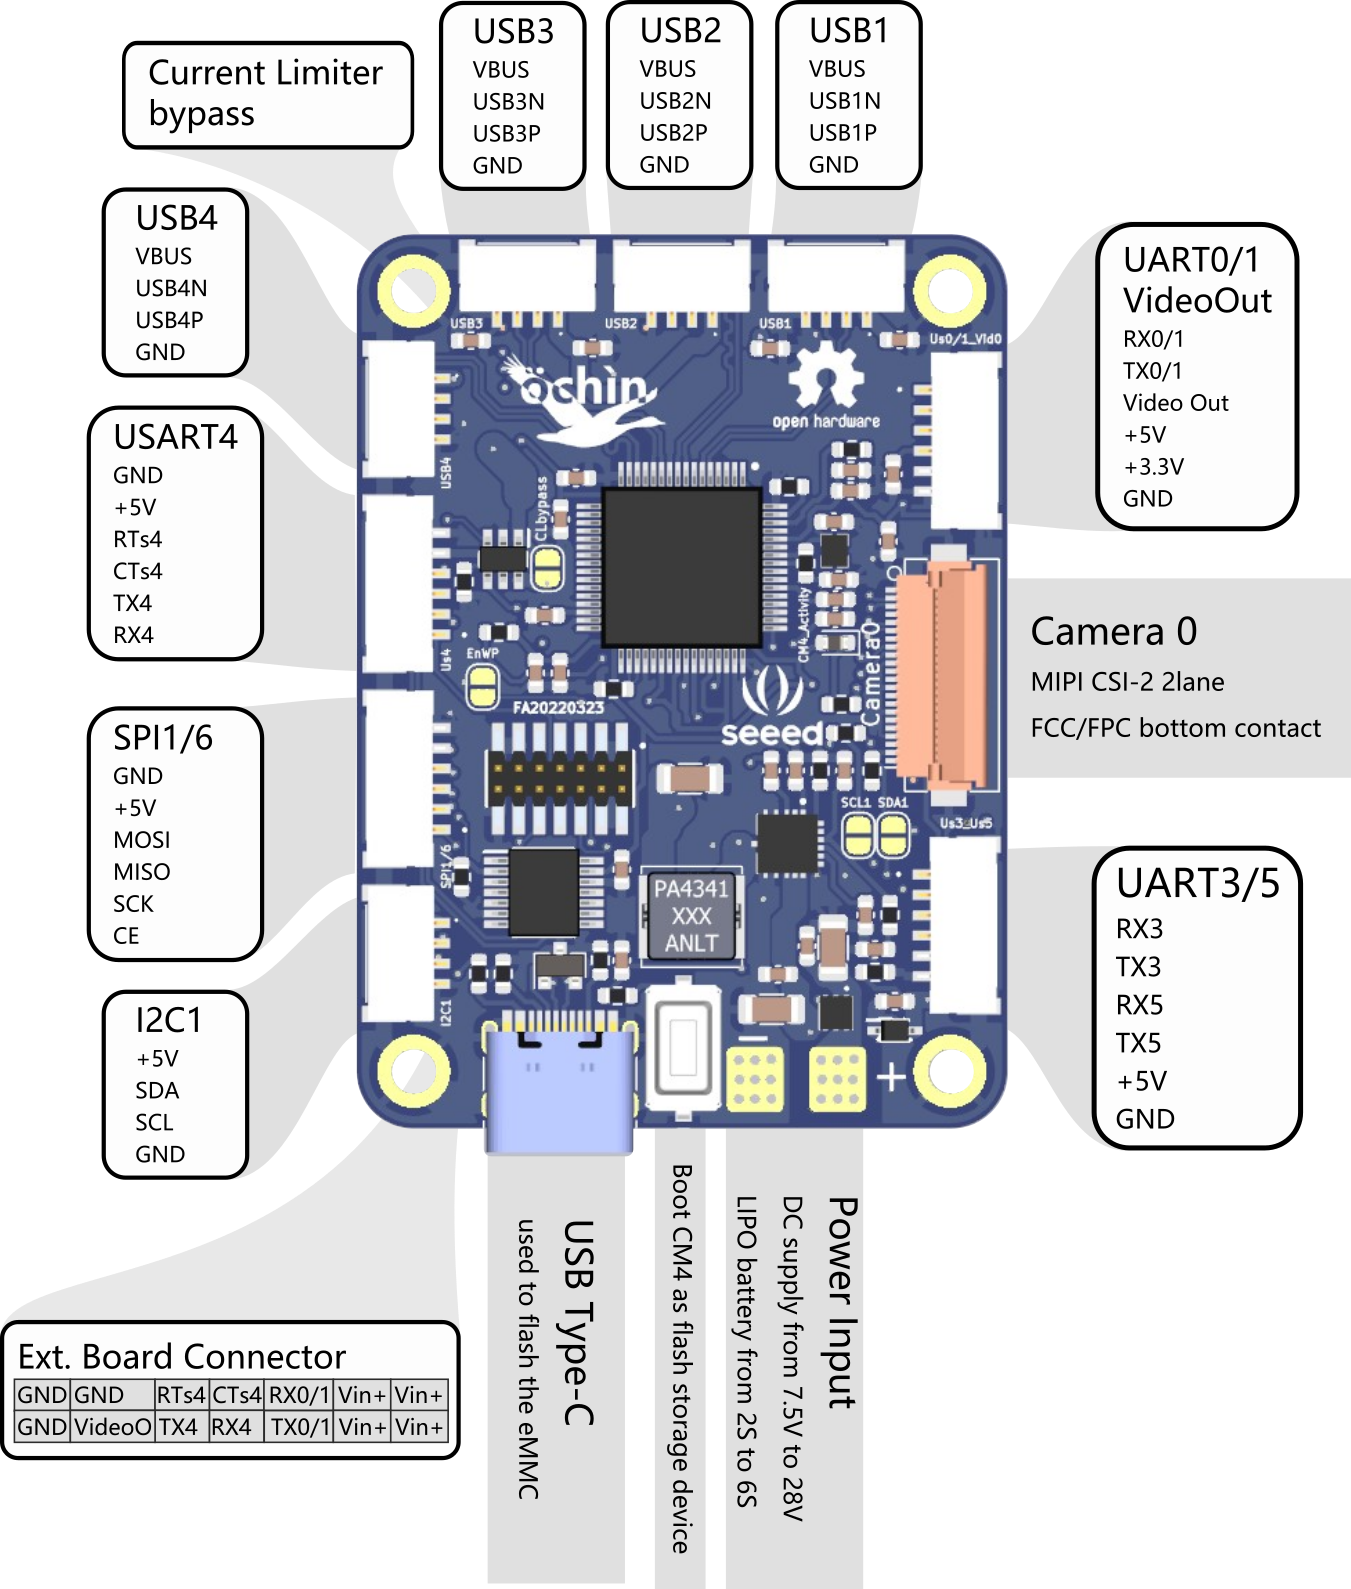 Current Limiter
bypass
USB3
VBUS
USB3N
USB3P
GND
USB2
VBUS
USB2N
USB2P
GND
USB1
VBUS
USB1N
USB1P
GND
USB4
VBUS
USB4N
USB4P
GND
USART4
GND
+5V
RTs4
CTs4
TX4
RX4
SPI1/6
GND
+5V
MOSI
MISO
SCK
CE
I2C1
+5V
SDA
SCL
GND
UART0/1
VideoOut
RX0/1
TX0/1
Video Out
+5V
+3.3V
GND
Camera 0
MIPI CSI-2 2lane
FCC/FPC bottom contact
UART3/5
RX3
TX3
RX5
TX5
+5V
GND
USB3
USB2
USB1
Us0/1_Vid0
öchìn
open hardware
USB4
CLbypass
CM4_Activity
Camera0
Us4
EnWP
FA20220323
seeed
SCL1 SDA1
Us3_Us5
SPI1/6
PA4341
XXX
ANLT
I2C1
− +
Ext. Board Connector
GND GND RTs4 CTs4 RX0/1 Vin+ Vin+
GND VideoO TX4 RX4 TX0/1 Vin+ Vin+
USB Type-C
used to flash the eMMC
Boot CM4 as flash storage device
Power Input
DC supply from 7.5V to 28V
LIPO battery from 2S to 6S